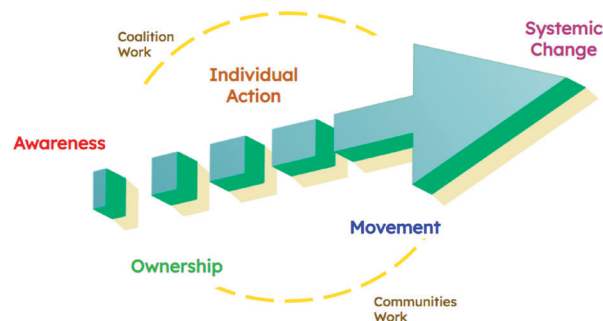 Coalition
Work
Systemic
Change
Individual
Action
Awareness
Movement
Ownership
Communities
Work